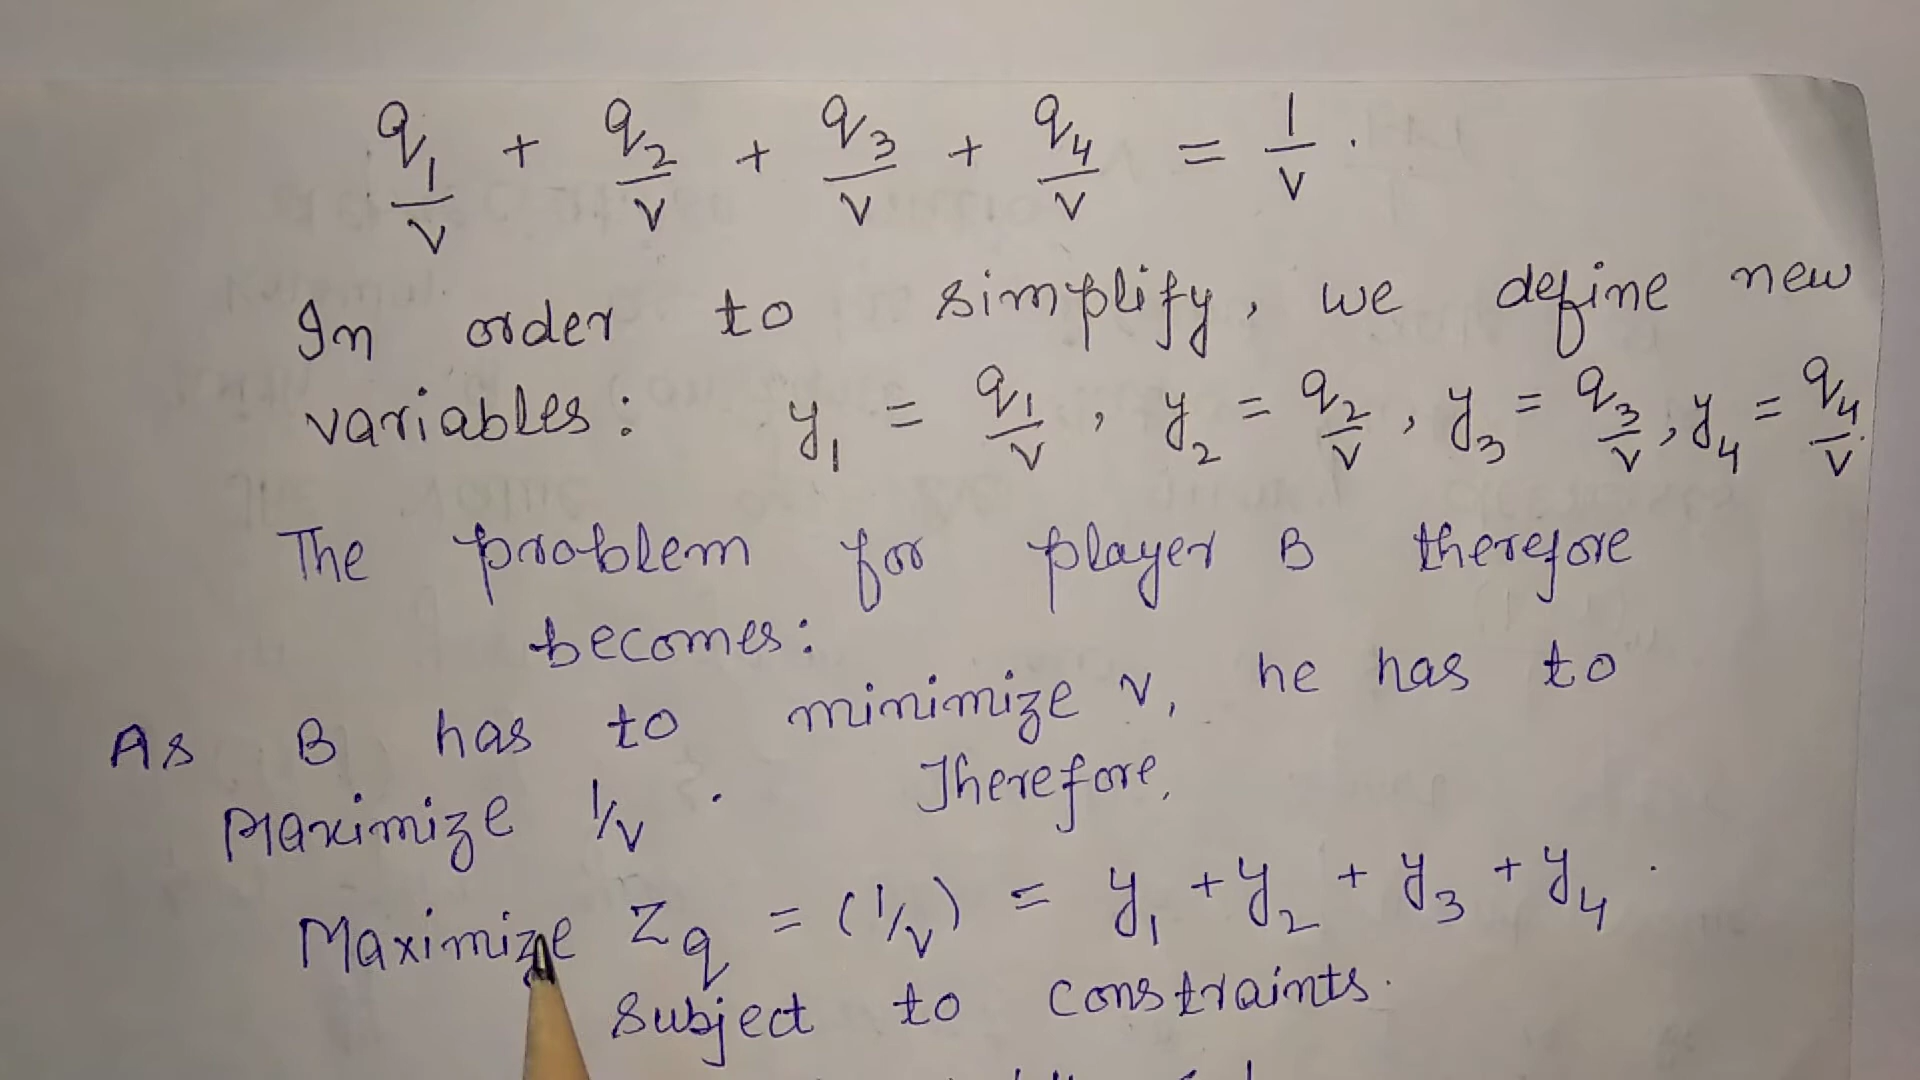 q₁/v + q₂/v + q₃/v + q₄/v = 1/v.
In order to simplify, we define new
variables: y₁ = q₁/v, y₂ = q₂/v, y₃ = q₃/v, y₄ = q₄/v.
The problem for player B therefore
becomes:
As B has to minimize v, he has to
Maximize 1/v. Therefore,
Maximize Zq = (1/v) = y₁ + y₂ + y₃ + y₄.
subject to constraints.